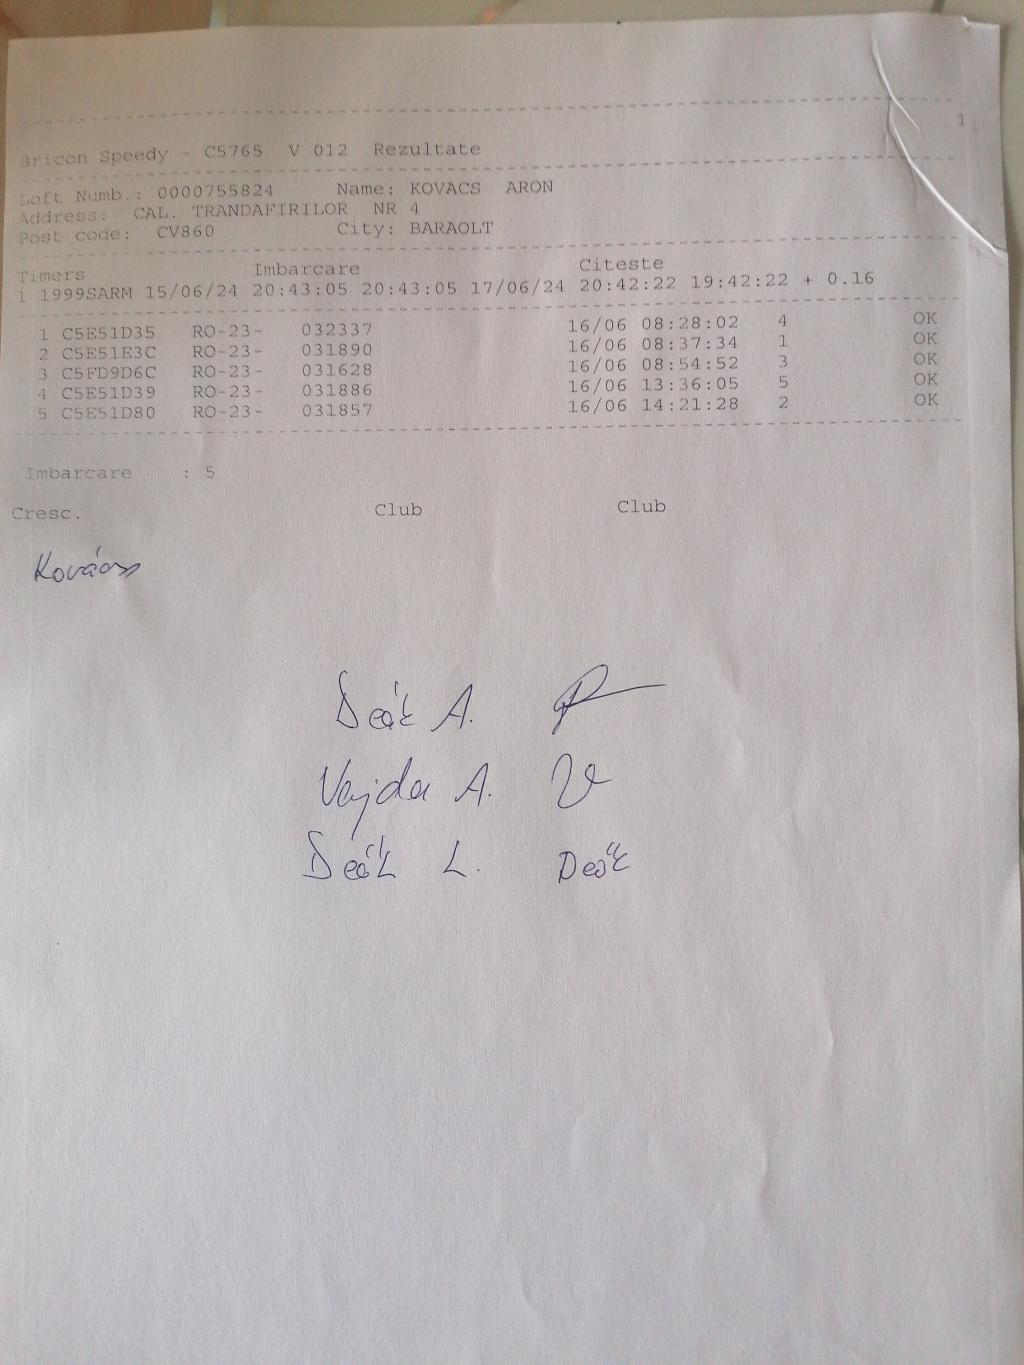 1
Bricon Speedy - C5765 V 012 Rezultate
Loft Numb.: 0000755824 Name: KOVACS ARON
Address: CAL. TRANDAFIRILOR NR 4
Post code: CV860 City: BARAOLT
Timers Imbarcare Citeste
1 1999SARM 15/06/24 20:43:05 20:43:05 17/06/24 20:42:22 19:42:22 + 0.16
1 C5E51D35 RO-23- 032337 16/06 08:28:02 4 OK
2 C5E51E3C RO-23- 031890 16/06 08:37:34 1 OK
3 C5FD9D6C RO-23- 031628 16/06 08:54:52 3 OK
4 C5E51D39 RO-23- 031886 16/06 13:36:05 5 OK
5 C5E51D80 RO-23- 031857 16/06 14:21:28 2 OK
Imbarcare : 5
Cresc. Club Club
Kovács
Deák A.
Vajda A.
Deák L. Deák